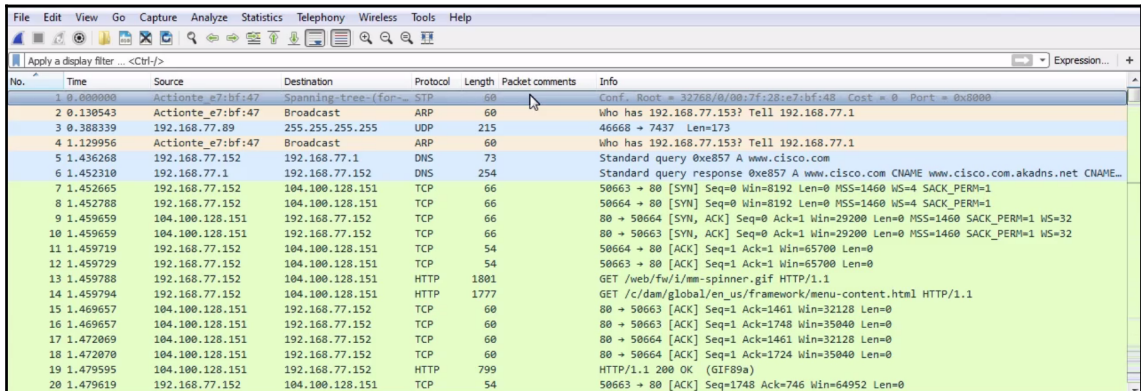 File Edit View Go Capture Analyze Statistics Telephony Wireless Tools Help
Apply a display filter ... <Ctrl-/> Expression... +
No. Time Source Destination Protocol Length Packet comments Info
1 0.000000 Actionte_e7:bf:47 Spanning-tree-(for-… STP 60 Conf. Root = 32768/0/00:7f:28:e7:bf:48 Cost = 0 Port = 0x8000
2 0.130543 Actionte_e7:bf:47 Broadcast ARP 60 Who has 192.168.77.153? Tell 192.168.77.1
3 0.388339 192.168.77.89 255.255.255.255 UDP 215 46668 → 7437 Len=173
4 1.129956 Actionte_e7:bf:47 Broadcast ARP 60 Who has 192.168.77.153? Tell 192.168.77.1
5 1.436268 192.168.77.152 192.168.77.1 DNS 73 Standard query 0xe857 A www.cisco.com
6 1.452310 192.168.77.1 192.168.77.152 DNS 254 Standard query response 0xe857 A www.cisco.com CNAME www.cisco.com.akadns.net CNAME…
7 1.452665 192.168.77.152 104.100.128.151 TCP 66 50663 → 80 [SYN] Seq=0 Win=8192 Len=0 MSS=1460 WS=4 SACK_PERM=1
8 1.452788 192.168.77.152 104.100.128.151 TCP 66 50664 → 80 [SYN] Seq=0 Win=8192 Len=0 MSS=1460 WS=4 SACK_PERM=1
9 1.459659 104.100.128.151 192.168.77.152 TCP 66 80 → 50664 [SYN, ACK] Seq=0 Ack=1 Win=29200 Len=0 MSS=1460 SACK_PERM=1 WS=32
10 1.459659 104.100.128.151 192.168.77.152 TCP 66 80 → 50663 [SYN, ACK] Seq=0 Ack=1 Win=29200 Len=0 MSS=1460 SACK_PERM=1 WS=32
11 1.459719 192.168.77.152 104.100.128.151 TCP 54 50664 → 80 [ACK] Seq=1 Ack=1 Win=65700 Len=0
12 1.459729 192.168.77.152 104.100.128.151 TCP 54 50663 → 80 [ACK] Seq=1 Ack=1 Win=65700 Len=0
13 1.459788 192.168.77.152 104.100.128.151 HTTP 1801 GET /web/fw/i/mm-spinner.gif HTTP/1.1
14 1.459794 192.168.77.152 104.100.128.151 HTTP 1777 GET /c/dam/global/en_us/framework/menu-content.html HTTP/1.1
15 1.469657 104.100.128.151 192.168.77.152 TCP 60 80 → 50663 [ACK] Seq=1 Ack=1461 Win=32128 Len=0
16 1.469657 104.100.128.151 192.168.77.152 TCP 60 80 → 50663 [ACK] Seq=1 Ack=1748 Win=35040 Len=0
17 1.472069 104.100.128.151 192.168.77.152 TCP 60 80 → 50664 [ACK] Seq=1 Ack=1461 Win=32128 Len=0
18 1.472070 104.100.128.151 192.168.77.152 TCP 60 80 → 50664 [ACK] Seq=1 Ack=1724 Win=35040 Len=0
19 1.479595 104.100.128.151 192.168.77.152 HTTP 799 HTTP/1.1 200 OK (GIF89a)
20 1.479619 192.168.77.152 104.100.128.151 TCP 54 50663 → 80 [ACK] Seq=1748 Ack=746 Win=64952 Len=0